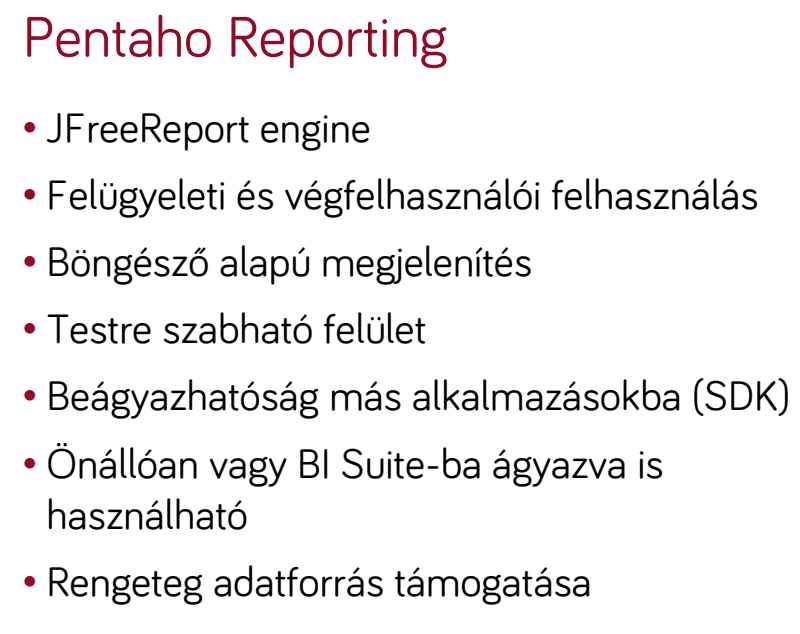 Pentaho Reporting
• JFreeReport engine
• Felügyeleti és végfelhasználói felhasználás
• Böngésző alapú megjelenítés
• Testre szabható felület
• Beágyazhatóság más alkalmazásokba (SDK)
• Önállóan vagy BI Suite-ba ágyazva is
használható
• Rengeteg adatforrás támogatása